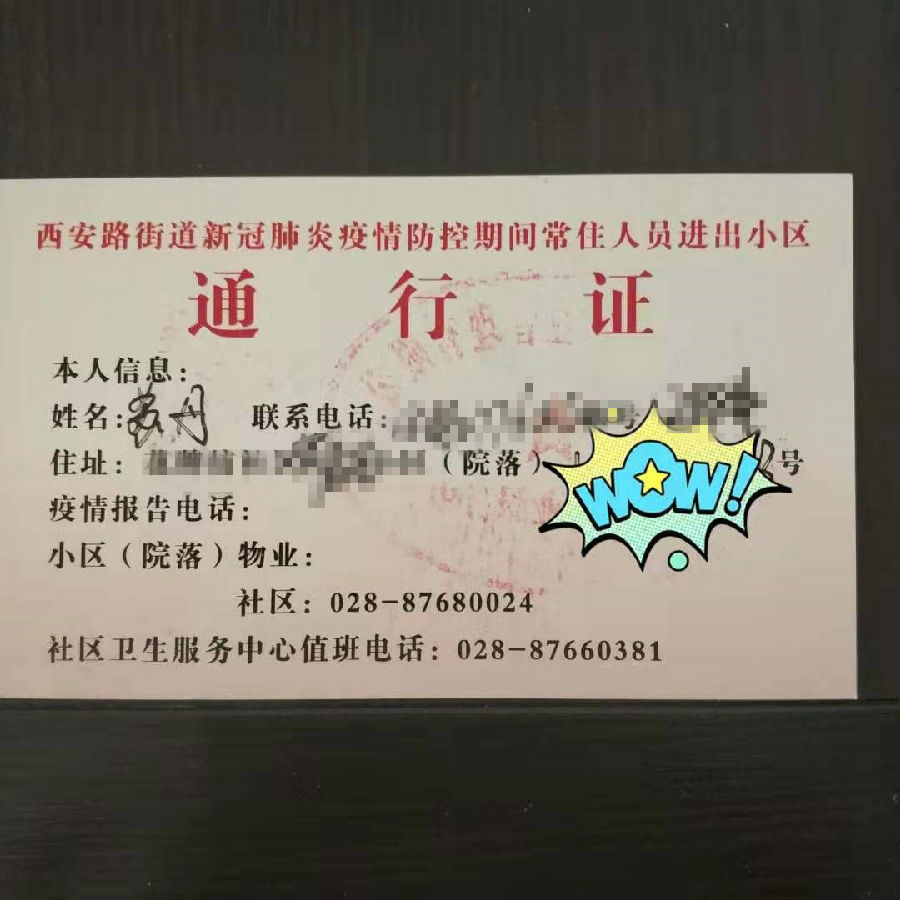 西安路街道新冠肺炎疫情防控期间常住人员进出小区
通行证
本人信息：
姓名： 联系电话： 号
住址： （院落） 号
疫情报告电话：
小区（院落）物业：
社区：028-87680024
社区卫生服务中心值班电话：028-87660381
WOW!